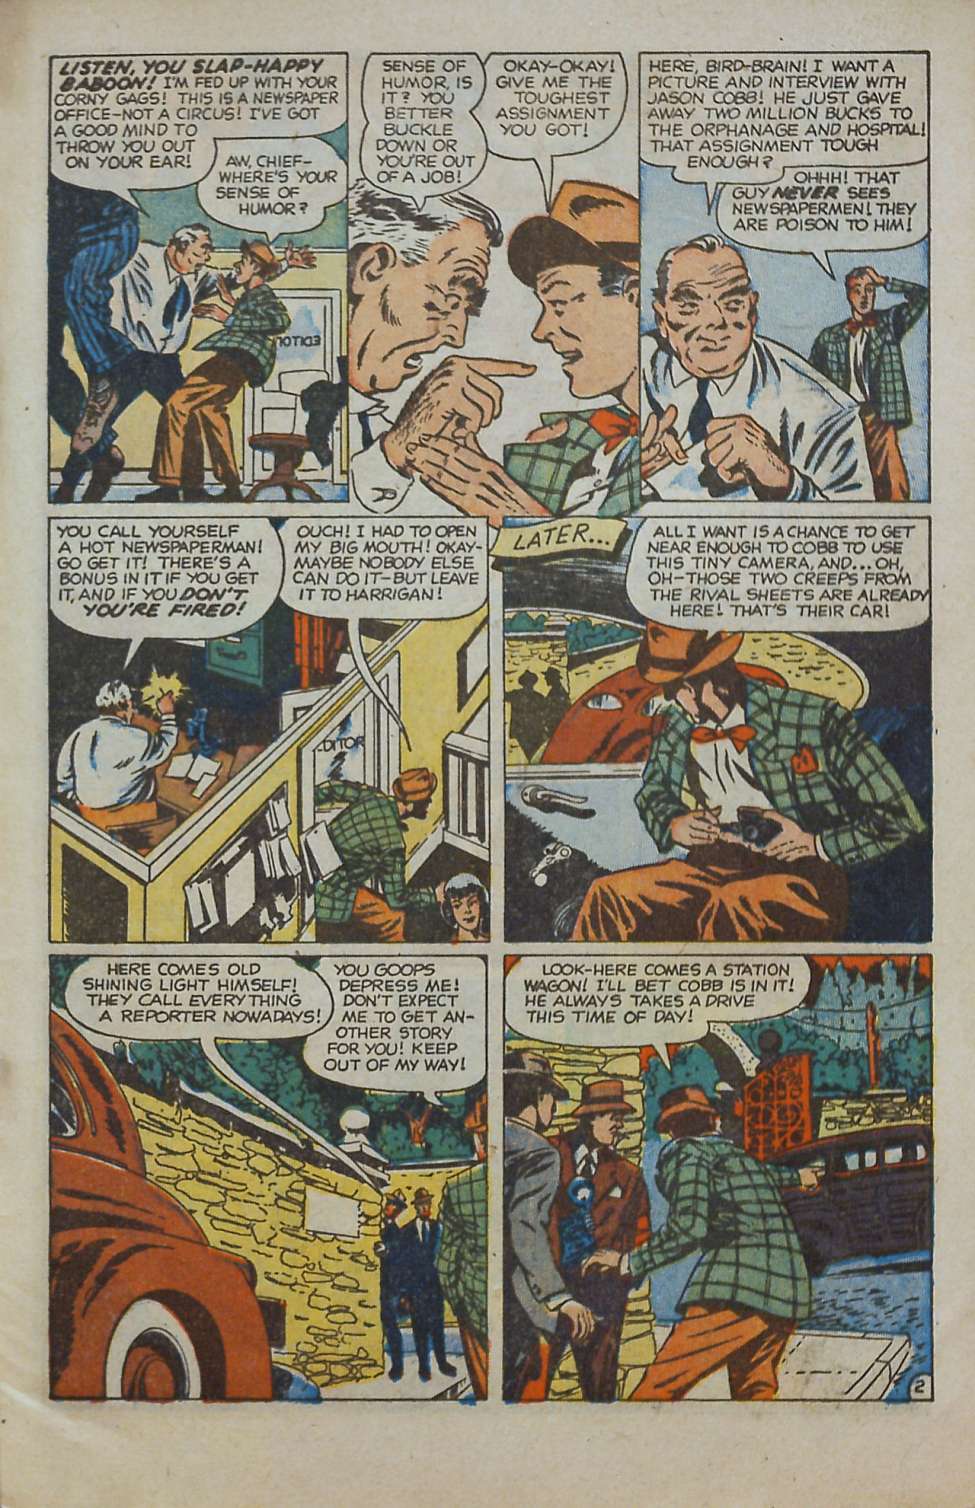 LISTEN, YOU SLAP-HAPPY
BABOON! I'M FED UP WITH YOUR
CORNY GAGS! THIS IS A NEWSPAPER
OFFICE-NOT A CIRCUS! I'VE GOT
A GOOD MIND TO
THROW YOU OUT
ON YOUR EAR!
AW, CHIEF-
WHERE'S YOUR
SENSE OF
HUMOR?
EDITOR
SENSE OF
HUMOR, IS
IT? YOU
BETTER
BUCKLE
DOWN OR
YOU'RE OUT
OF A JOB!
OKAY-OKAY!
GIVE ME THE
TOUGHEST
ASSIGNMENT
YOU GOT!
HERE, BIRD-BRAIN! I WANT A
PICTURE AND INTERVIEW WITH
JASON COBB! HE JUST GAVE
AWAY TWO MILLION BUCKS TO
THE ORPHANAGE AND HOSPITAL!
THAT ASSIGNMENT TOUGH
ENOUGH?
OHHH! THAT
GUY NEVER SEES
NEWSPAPERMEN! THEY
ARE POISON TO HIM!
YOU CALL YOURSELF
A HOT NEWSPAPERMAN!
GO GET IT! THERE'S A
BONUS IN IT IF YOU GET
IT, AND IF YOU DON'T
YOU'RE FIRED!
OUCH! I HAD TO OPEN
MY BIG MOUTH! OKAY-
MAYBE NOBODY ELSE
CAN DO IT-BUT LEAVE
IT TO HARRIGAN!
EDITOR
LATER...
ALL I WANT IS A CHANCE TO GET
NEAR ENOUGH TO COBB TO USE
THIS TINY CAMERA, AND...OH,
OH-THOSE TWO CREEPS FROM
THE RIVAL SHEETS ARE ALREADY
HERE! THAT'S THEIR CAR!
HERE COMES OLD
SHINING LIGHT HIMSELF!
THEY CALL EVERYTHING
A REPORTER NOWADAYS!
YOU GOOPS
DEPRESS ME!
DON'T EXPECT
ME TO GET AN-
OTHER STORY
FOR YOU! KEEP
OUT OF MY WAY!
LOOK-HERE COMES A STATION
WAGON! I'LL BET COBB IS IN IT!
HE ALWAYS TAKES A DRIVE
THIS TIME OF DAY!
2